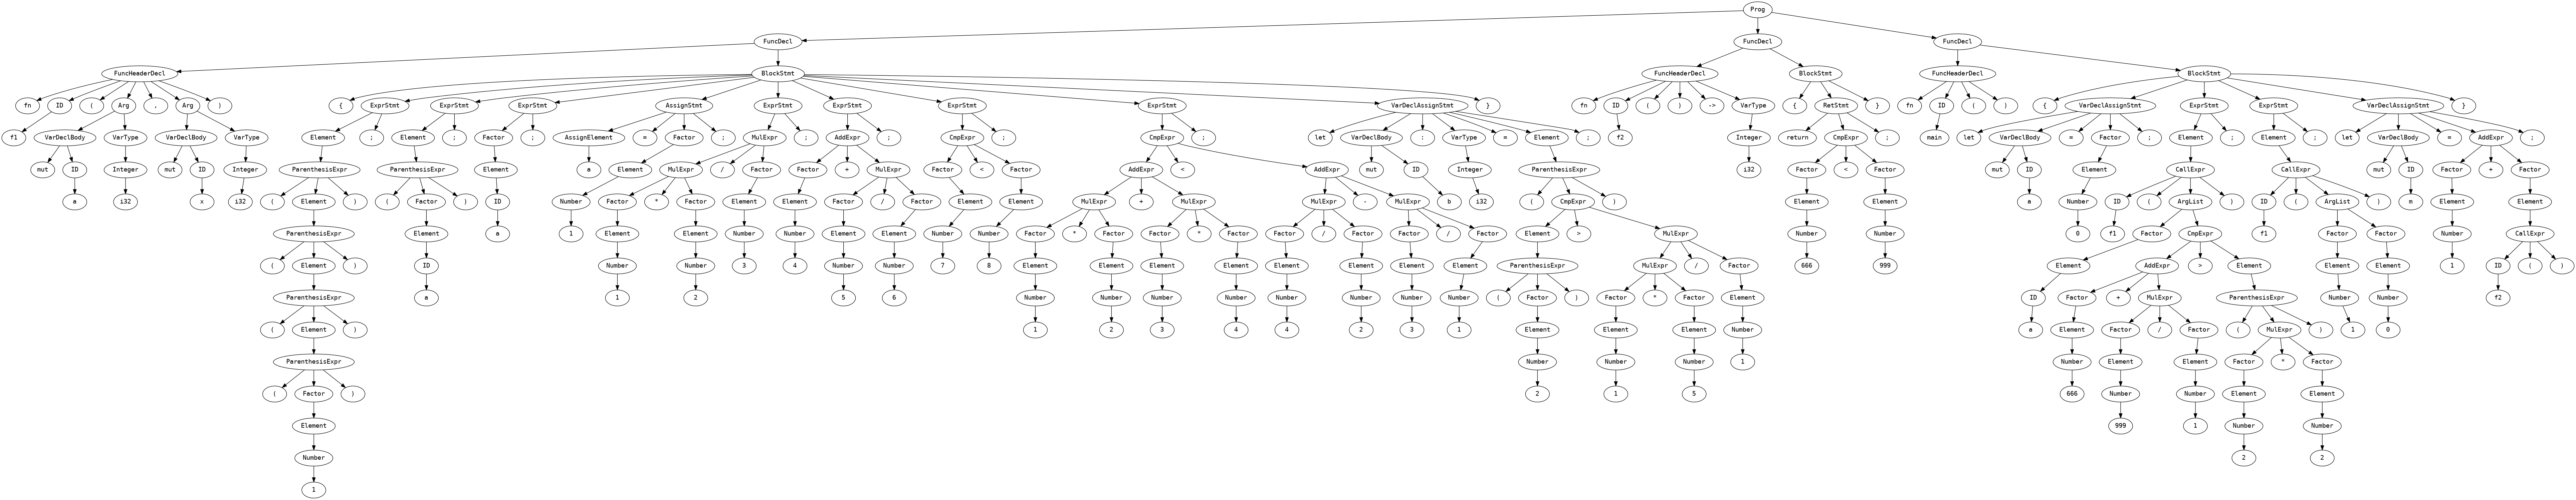 Prog
FuncDecl FuncDecl FuncDecl
FuncHeaderDecl BlockStmt FuncHeaderDecl BlockStmt FuncHeaderDecl BlockStmt
fn ID ( Arg , Arg ) { ExprStmt ExprStmt ExprStmt AssignStmt ExprStmt ExprStmt ExprStmt ExprStmt VarDeclAssignStmt } fn ID ( ) -> VarType { RetStmt } fn ID ( ) { VarDeclAssignStmt ExprStmt ExprStmt VarDeclAssignStmt }
f1 VarDeclBody VarType VarDeclBody VarType Element ; Element ; Factor ; AssignElement = Factor ; MulExpr ; AddExpr ; CmpExpr ; CmpExpr ; let VarDeclBody : VarType = Element ; f2 Integer return CmpExpr ; main let VarDeclBody = Factor ; Element ; Element ; let VarDeclBody = AddExpr ;
mut ID Integer mut ID Integer ParenthesisExpr ParenthesisExpr Element a Element MulExpr / Factor Factor + MulExpr Factor < Factor AddExpr < AddExpr mut ID Integer ParenthesisExpr i32 Factor < Factor mut ID Element CallExpr CallExpr mut ID Factor + Factor
a i32 x i32 ( Element ) ( Factor ) ID Number Factor * Factor Element Element Factor / Factor Element Element MulExpr + MulExpr MulExpr - MulExpr b i32 ( CmpExpr ) Element Element a Number ID ( ArgList ) ID ( ArgList ) m Element Element
ParenthesisExpr Element a 1 Element Element Number Number Element Element Number Number Factor * Factor Factor * Factor Factor / Factor Factor / Factor Element > MulExpr Number Number 0 f1 Factor CmpExpr f1 Factor Factor Number CallExpr
( Element ) ID Number Number 3 4 Number Number 7 8 Element Element Element Element Element Element Element Element ParenthesisExpr MulExpr / Factor 666 999 Element AddExpr > Element Element Element 1 ID ( )
ParenthesisExpr a 1 2 5 6 Number Number Number Number Number Number Number Number ( Factor ) Factor * Factor Element ID Factor + MulExpr ParenthesisExpr Number Number f2
( Element ) 1 2 3 4 4 2 3 1 Element Element Element Number a Element Factor / Factor ( MulExpr ) 1 0
ParenthesisExpr Number Number Number 1 Number Element Element Factor * Factor
( Factor ) 2 1 5 666 Number Number Element Element
Element 999 1 Number Number
Number 2 2
1